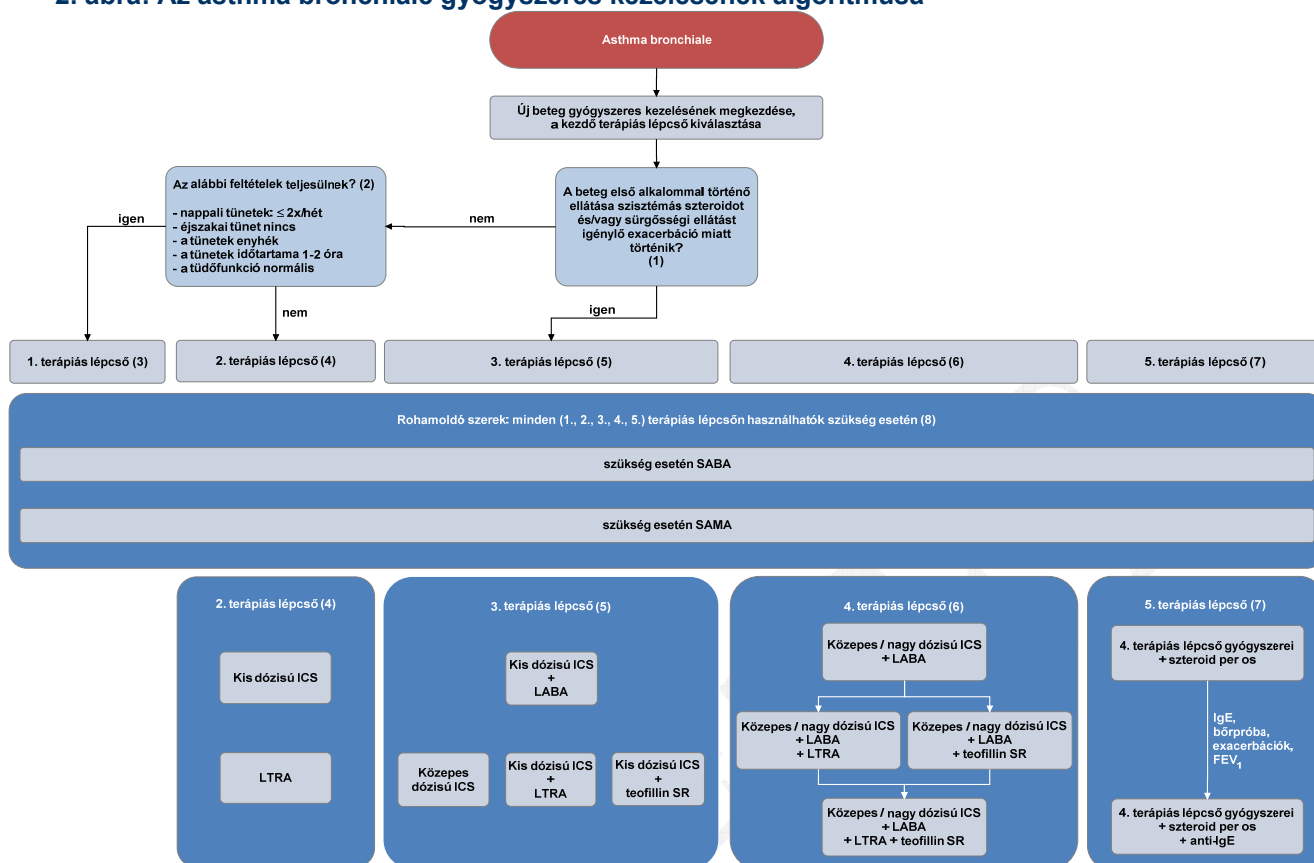 2. ábra: Az asthma bronchiale gyógyszeres kezelésének algoritmusa
Asthma bronchiale
Új beteg gyógyszeres kezelésének megkezdése,
a kezdő terápiás lépcső kiválasztása
Az alábbi feltételek teljesülnek? (2)
- nappali tünetek: ≤ 2x/hét
- éjszakai tünet nincs
- a tünetek enyhék
- a tünetek időtartama 1-2 óra
- a tüdőfunkció normális
A beteg első alkalommal történő
ellátása szisztémás szteroidot
és/vagy sürgősségi ellátást
igénylő exacerbáció miatt
történik?
(1)
igen
nem
nem
igen
1. terápiás lépcső (3)
2. terápiás lépcső (4)
3. terápiás lépcső (5)
4. terápiás lépcső (6)
5. terápiás lépcső (7)
Rohamoldó szerek: minden (1., 2., 3., 4., 5.) terápiás lépcsőn használhatók szükség esetén (8)
szükség esetén SABA
szükség esetén SAMA
2. terápiás lépcső (4)
Kis dózisú ICS
LTRA
3. terápiás lépcső (5)
Kis dózisú ICS
+
LABA
Közepes
dózisú ICS
Kis dózisú ICS
+
LTRA
Kis dózisú ICS
+
teofillin SR
4. terápiás lépcső (6)
Közepes / nagy dózisú ICS
+ LABA
Közepes / nagy dózisú ICS
+ LABA
+ LTRA
Közepes / nagy dózisú ICS
+ LABA
+ teofillin SR
Közepes / nagy dózisú ICS
+ LABA
+ LTRA + teofillin SR
5. terápiás lépcső (7)
4. terápiás lépcső gyógyszerei
+ szteroid per os
IgE,
bőrpróba,
exacerbációk,
FEV1
4. terápiás lépcső gyógyszerei
+ szteroid per os
+ anti-IgE